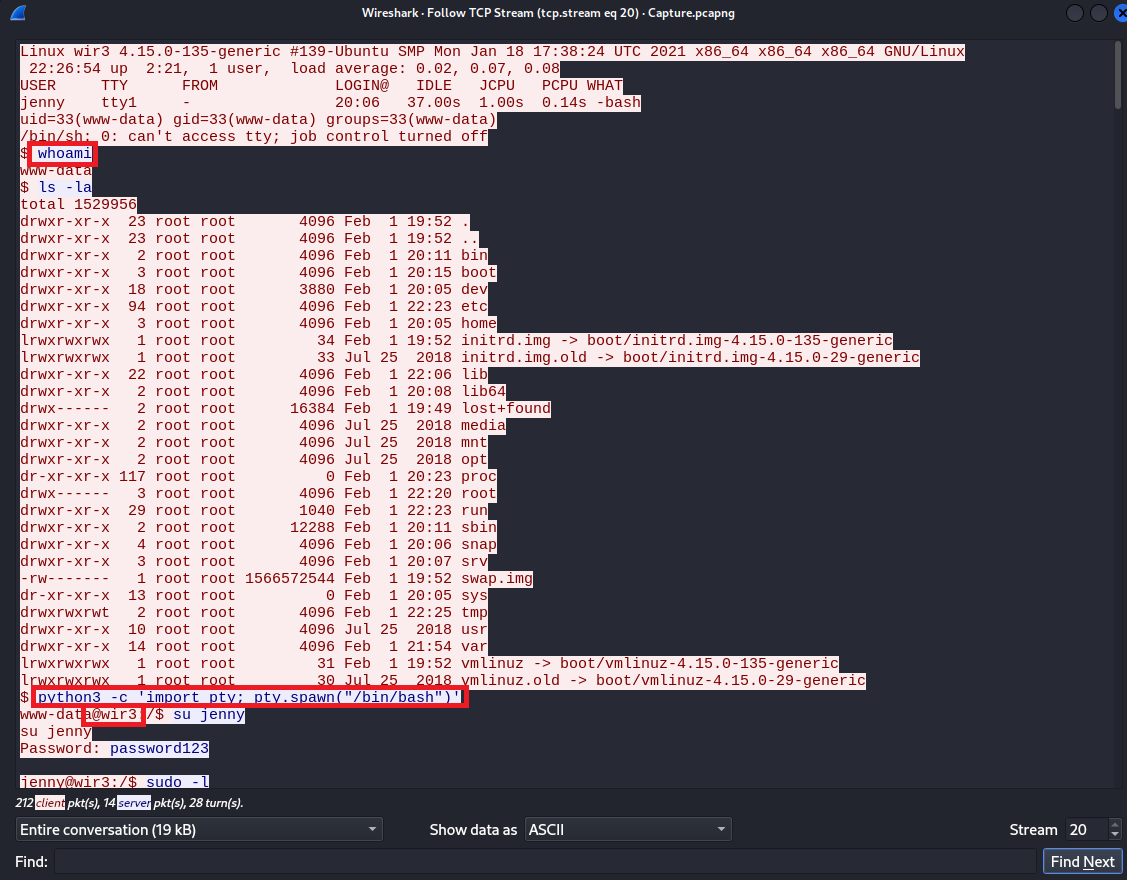 Wireshark · Follow TCP Stream (tcp.stream eq 20) · Capture.pcapng
Linux wir3 4.15.0-135-generic #139-Ubuntu SMP Mon Jan 18 17:38:24 UTC 2021 x86_64 x86_64 x86_64 GNU/Linux
 22:26:54 up  2:21,  1 user,  load average: 0.02, 0.07, 0.08
USER     TTY      FROM             LOGIN@   IDLE   JCPU   PCPU WHAT
jenny    tty1     -                20:06   37.00s  1.00s  0.14s -bash
uid=33(www-data) gid=33(www-data) groups=33(www-data)
/bin/sh: 0: can't access tty; job control turned off
$ whoami
www-data
$ ls -la
total 1529956
drwxr-xr-x  23 root root       4096 Feb  1 19:52 .
drwxr-xr-x  23 root root       4096 Feb  1 19:52 ..
drwxr-xr-x   2 root root       4096 Feb  1 20:11 bin
drwxr-xr-x   3 root root       4096 Feb  1 20:15 boot
drwxr-xr-x  18 root root       3880 Feb  1 20:05 dev
drwxr-xr-x  94 root root       4096 Feb  1 22:23 etc
drwxr-xr-x   3 root root       4096 Feb  1 20:05 home
lrwxrwxrwx   1 root root         34 Feb  1 19:52 initrd.img -> boot/initrd.img-4.15.0-135-generic
lrwxrwxrwx   1 root root         33 Jul 25  2018 initrd.img.old -> boot/initrd.img-4.15.0-29-generic
drwxr-xr-x  22 root root       4096 Feb  1 22:06 lib
drwxr-xr-x   2 root root       4096 Feb  1 20:08 lib64
drwx------   2 root root      16384 Feb  1 19:49 lost+found
drwxr-xr-x   2 root root       4096 Jul 25  2018 media
drwxr-xr-x   2 root root       4096 Jul 25  2018 mnt
drwxr-xr-x   2 root root       4096 Jul 25  2018 opt
dr-xr-xr-x 117 root root          0 Feb  1 20:23 proc
drwx------   3 root root       4096 Feb  1 22:20 root
drwxr-xr-x  29 root root       1040 Feb  1 22:23 run
drwxr-xr-x   2 root root      12288 Feb  1 20:11 sbin
drwxr-xr-x   4 root root       4096 Feb  1 20:06 snap
drwxr-xr-x   3 root root       4096 Feb  1 20:07 srv
-rw-------   1 root root 1566572544 Feb  1 19:52 swap.img
dr-xr-xr-x  13 root root          0 Feb  1 20:05 sys
drwxrwxrwt   2 root root       4096 Feb  1 22:25 tmp
drwxr-xr-x  10 root root       4096 Jul 25  2018 usr
drwxr-xr-x  14 root root       4096 Feb  1 21:54 var
lrwxrwxrwx   1 root root         31 Feb  1 19:52 vmlinuz -> boot/vmlinuz-4.15.0-135-generic
lrwxrwxrwx   1 root root         30 Jul 25  2018 vmlinuz.old -> boot/vmlinuz-4.15.0-29-generic
$ python3 -c 'import pty; pty.spawn("/bin/bash")'
www-data@wir3:/$ su jenny
su jenny
Password: password123
jenny@wir3:/$ sudo -l
212 client pkt(s), 14 server pkt(s), 28 turn(s).
Entire conversation (19 kB) Show data as ASCII Stream 20
Find: Find Next